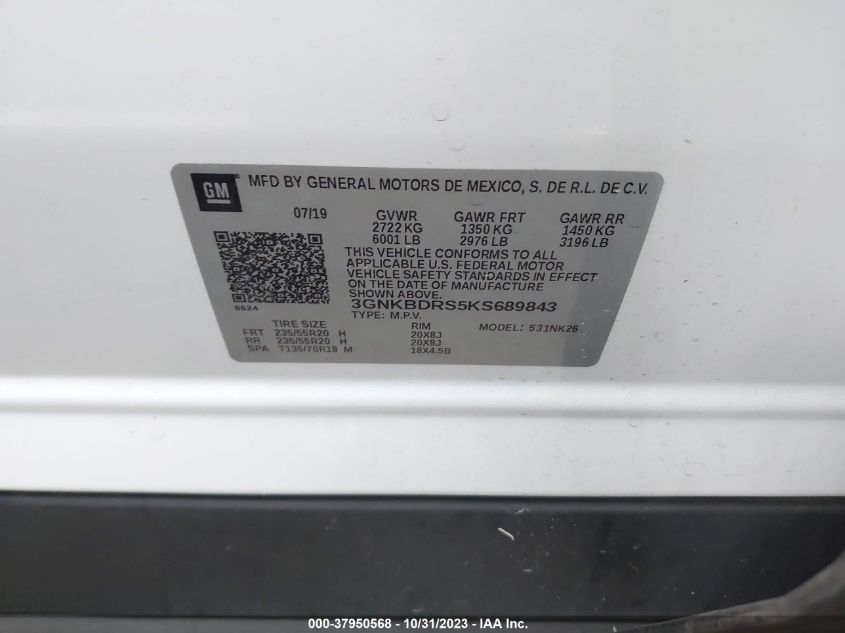 GM MFD BY GENERAL MOTORS DE MEXICO, S. DE R.L. DE C.V.
07/19 GVWR GAWR FRT GAWR RR
2722 KG 1350 KG 1450 KG
6001 LB 2976 LB 3196 LB
THIS VEHICLE CONFORMS TO ALL
APPLICABLE U.S. FEDERAL MOTOR
VEHICLE SAFETY STANDARDS IN EFFECT
ON THE DATE OF MANUFACTURE
SHOWN ABOVE.
8624 3GNKBDRS5KS689843
TYPE: M.P.V.
TIRE SIZE RIM MODEL: 531NK26
FRT 235/55R20 H 20X8J
RR 235/55R20 H 20X8J
SPA T135/70R18 M 18X4.5B
000-37950568 - 10/31/2023 - IAA Inc.